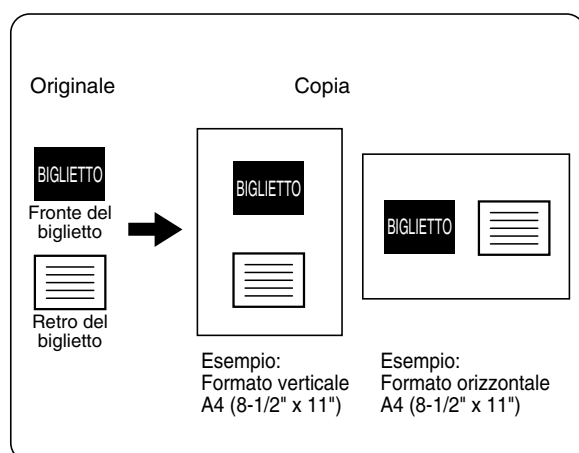 Originale
Copia
BIGLIETTO
Fronte del
biglietto
Retro del
biglietto
BIGLIETTO
Esempio:
Formato verticale
A4 (8-1/2" x 11")
BIGLIETTO
Esempio:
Formato orizzontale
A4 (8-1/2" x 11")